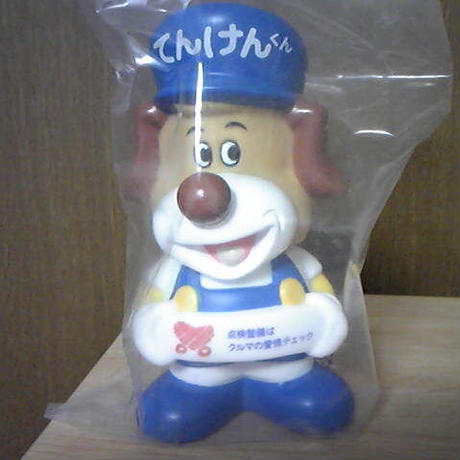 てんけんくん
点検整備は
クルマの愛情チェック